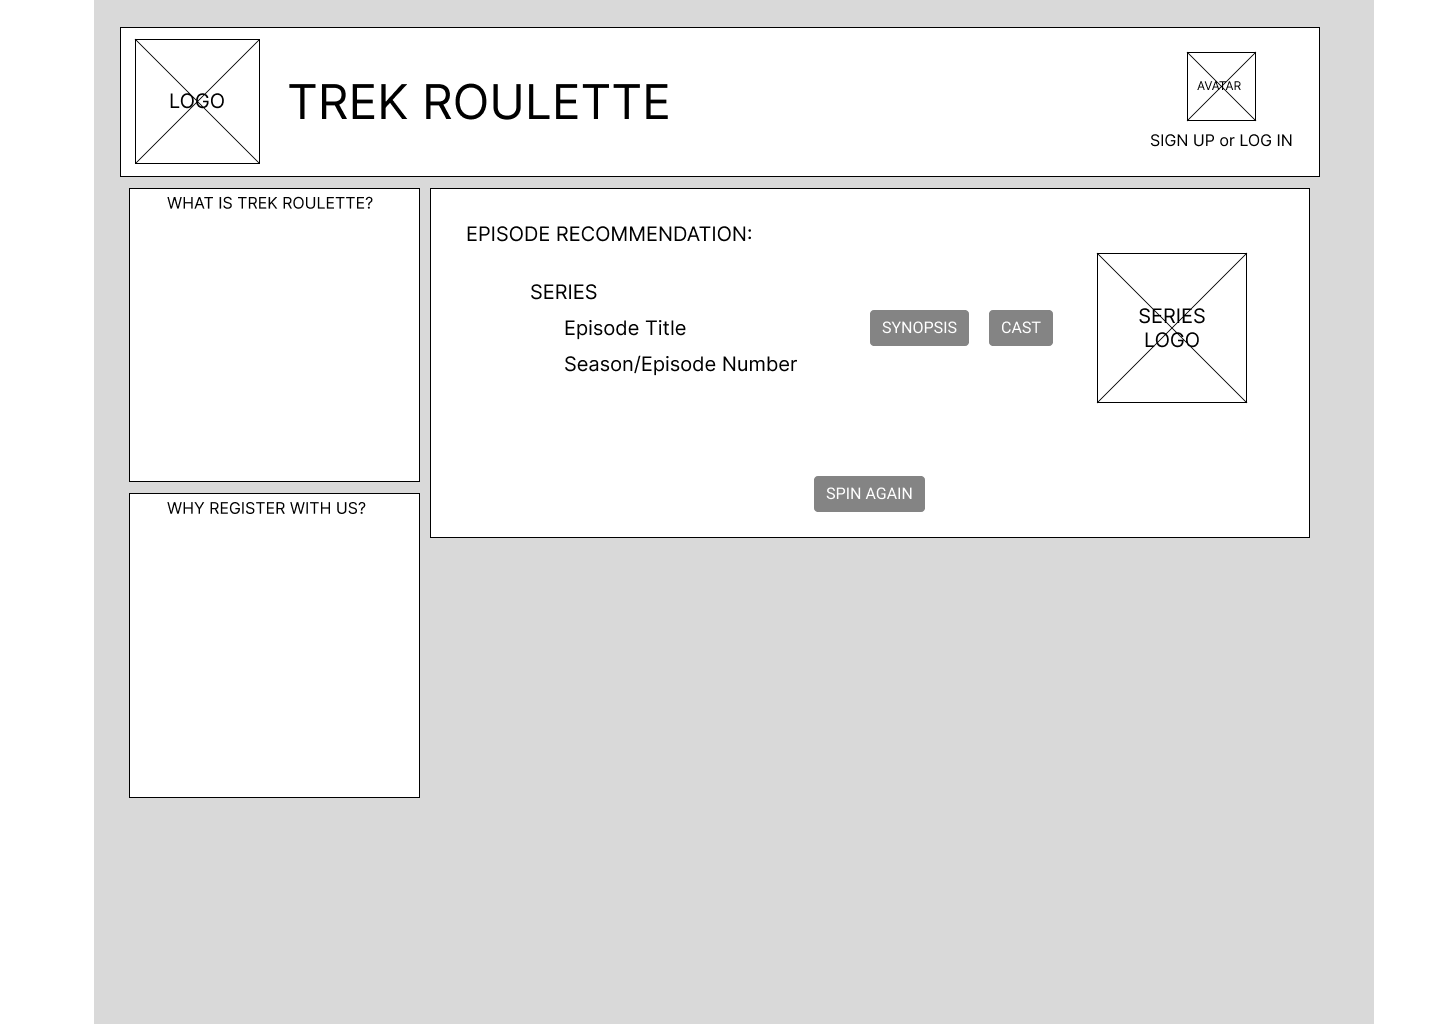 LOGO
TREK ROULETTE
AVATAR
SIGN UP or LOG IN
WHAT IS TREK ROULETTE?
WHY REGISTER WITH US?
EPISODE RECOMMENDATION:
SERIES
Episode Title
Season/Episode Number
SYNOPSIS
CAST
SERIES
LOGO
SPIN AGAIN